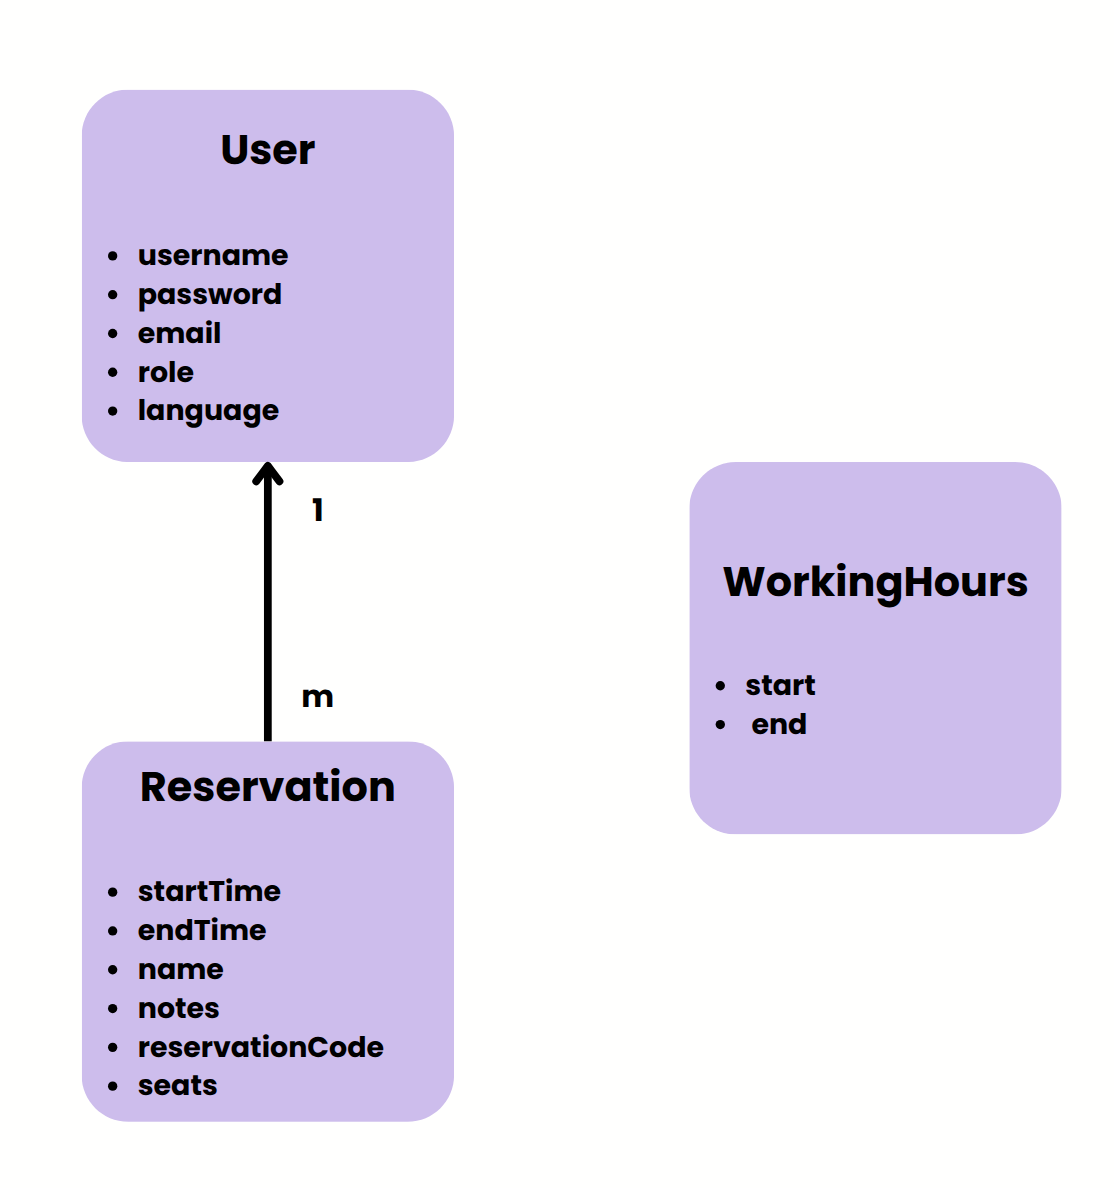 User
• username
• password
• email
• role
• language
1
m
Reservation
• startTime
• endTime
• name
• notes
• reservationCode
• seats
WorkingHours
• start
• end